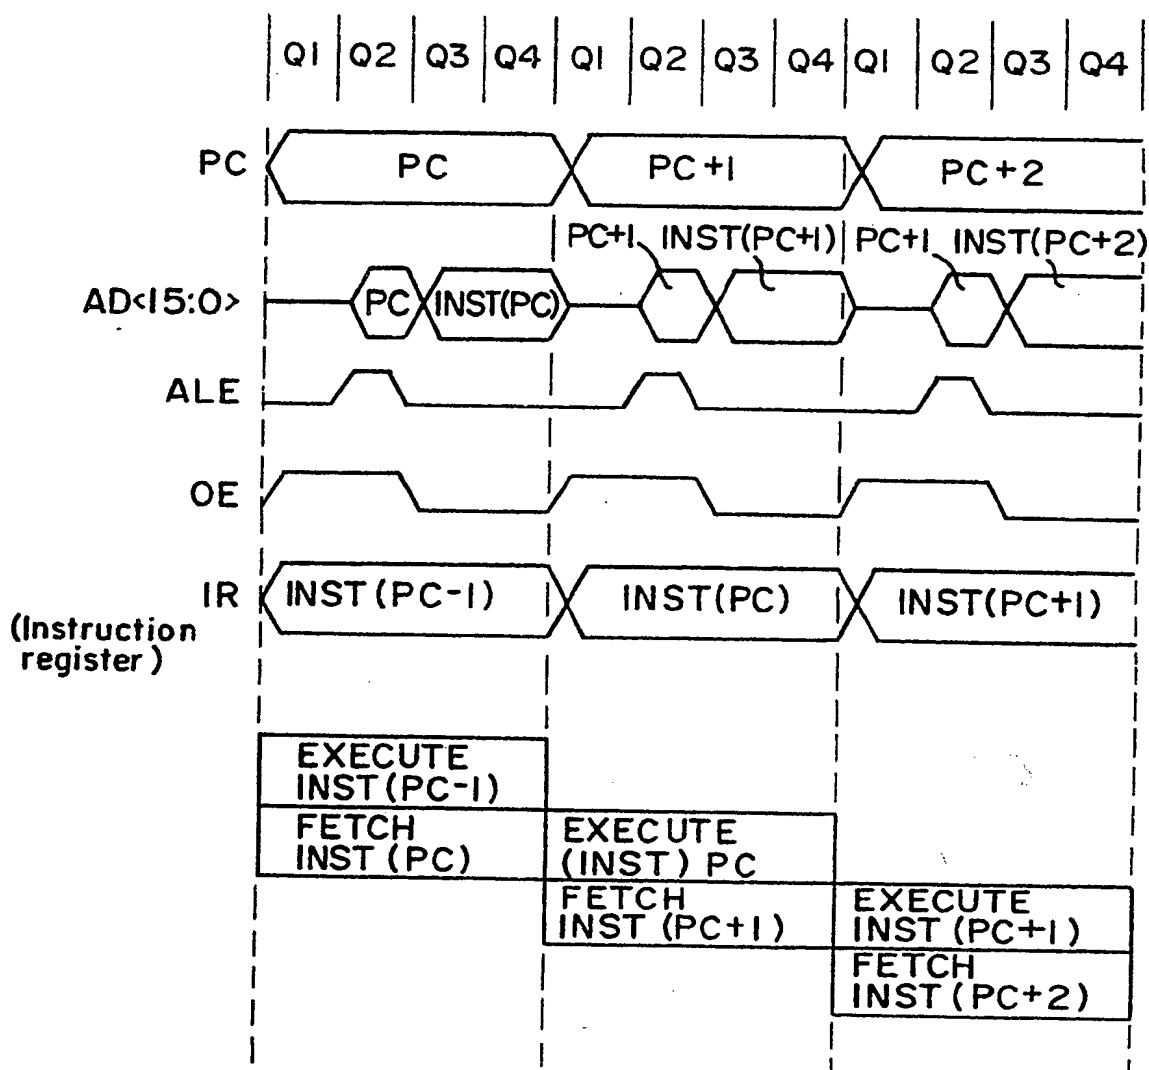 Q1 Q2 Q3 Q4 Q1 Q2 Q3 Q4 Q1 Q2 Q3 Q4
PC PC PC+1 PC+2
PC+1 INST(PC+1) PC+1 INST(PC+2)
AD<15:0> PC INST(PC)
ALE
OE
IR INST(PC-1) INST(PC) INST(PC+1)
(Instruction
register)
EXECUTE
INST(PC-1)
FETCH
INST(PC)
EXECUTE
(INST) PC
FETCH
INST (PC+1)
EXECUTE
INST (PC+1)
FETCH
INST (PC+2)